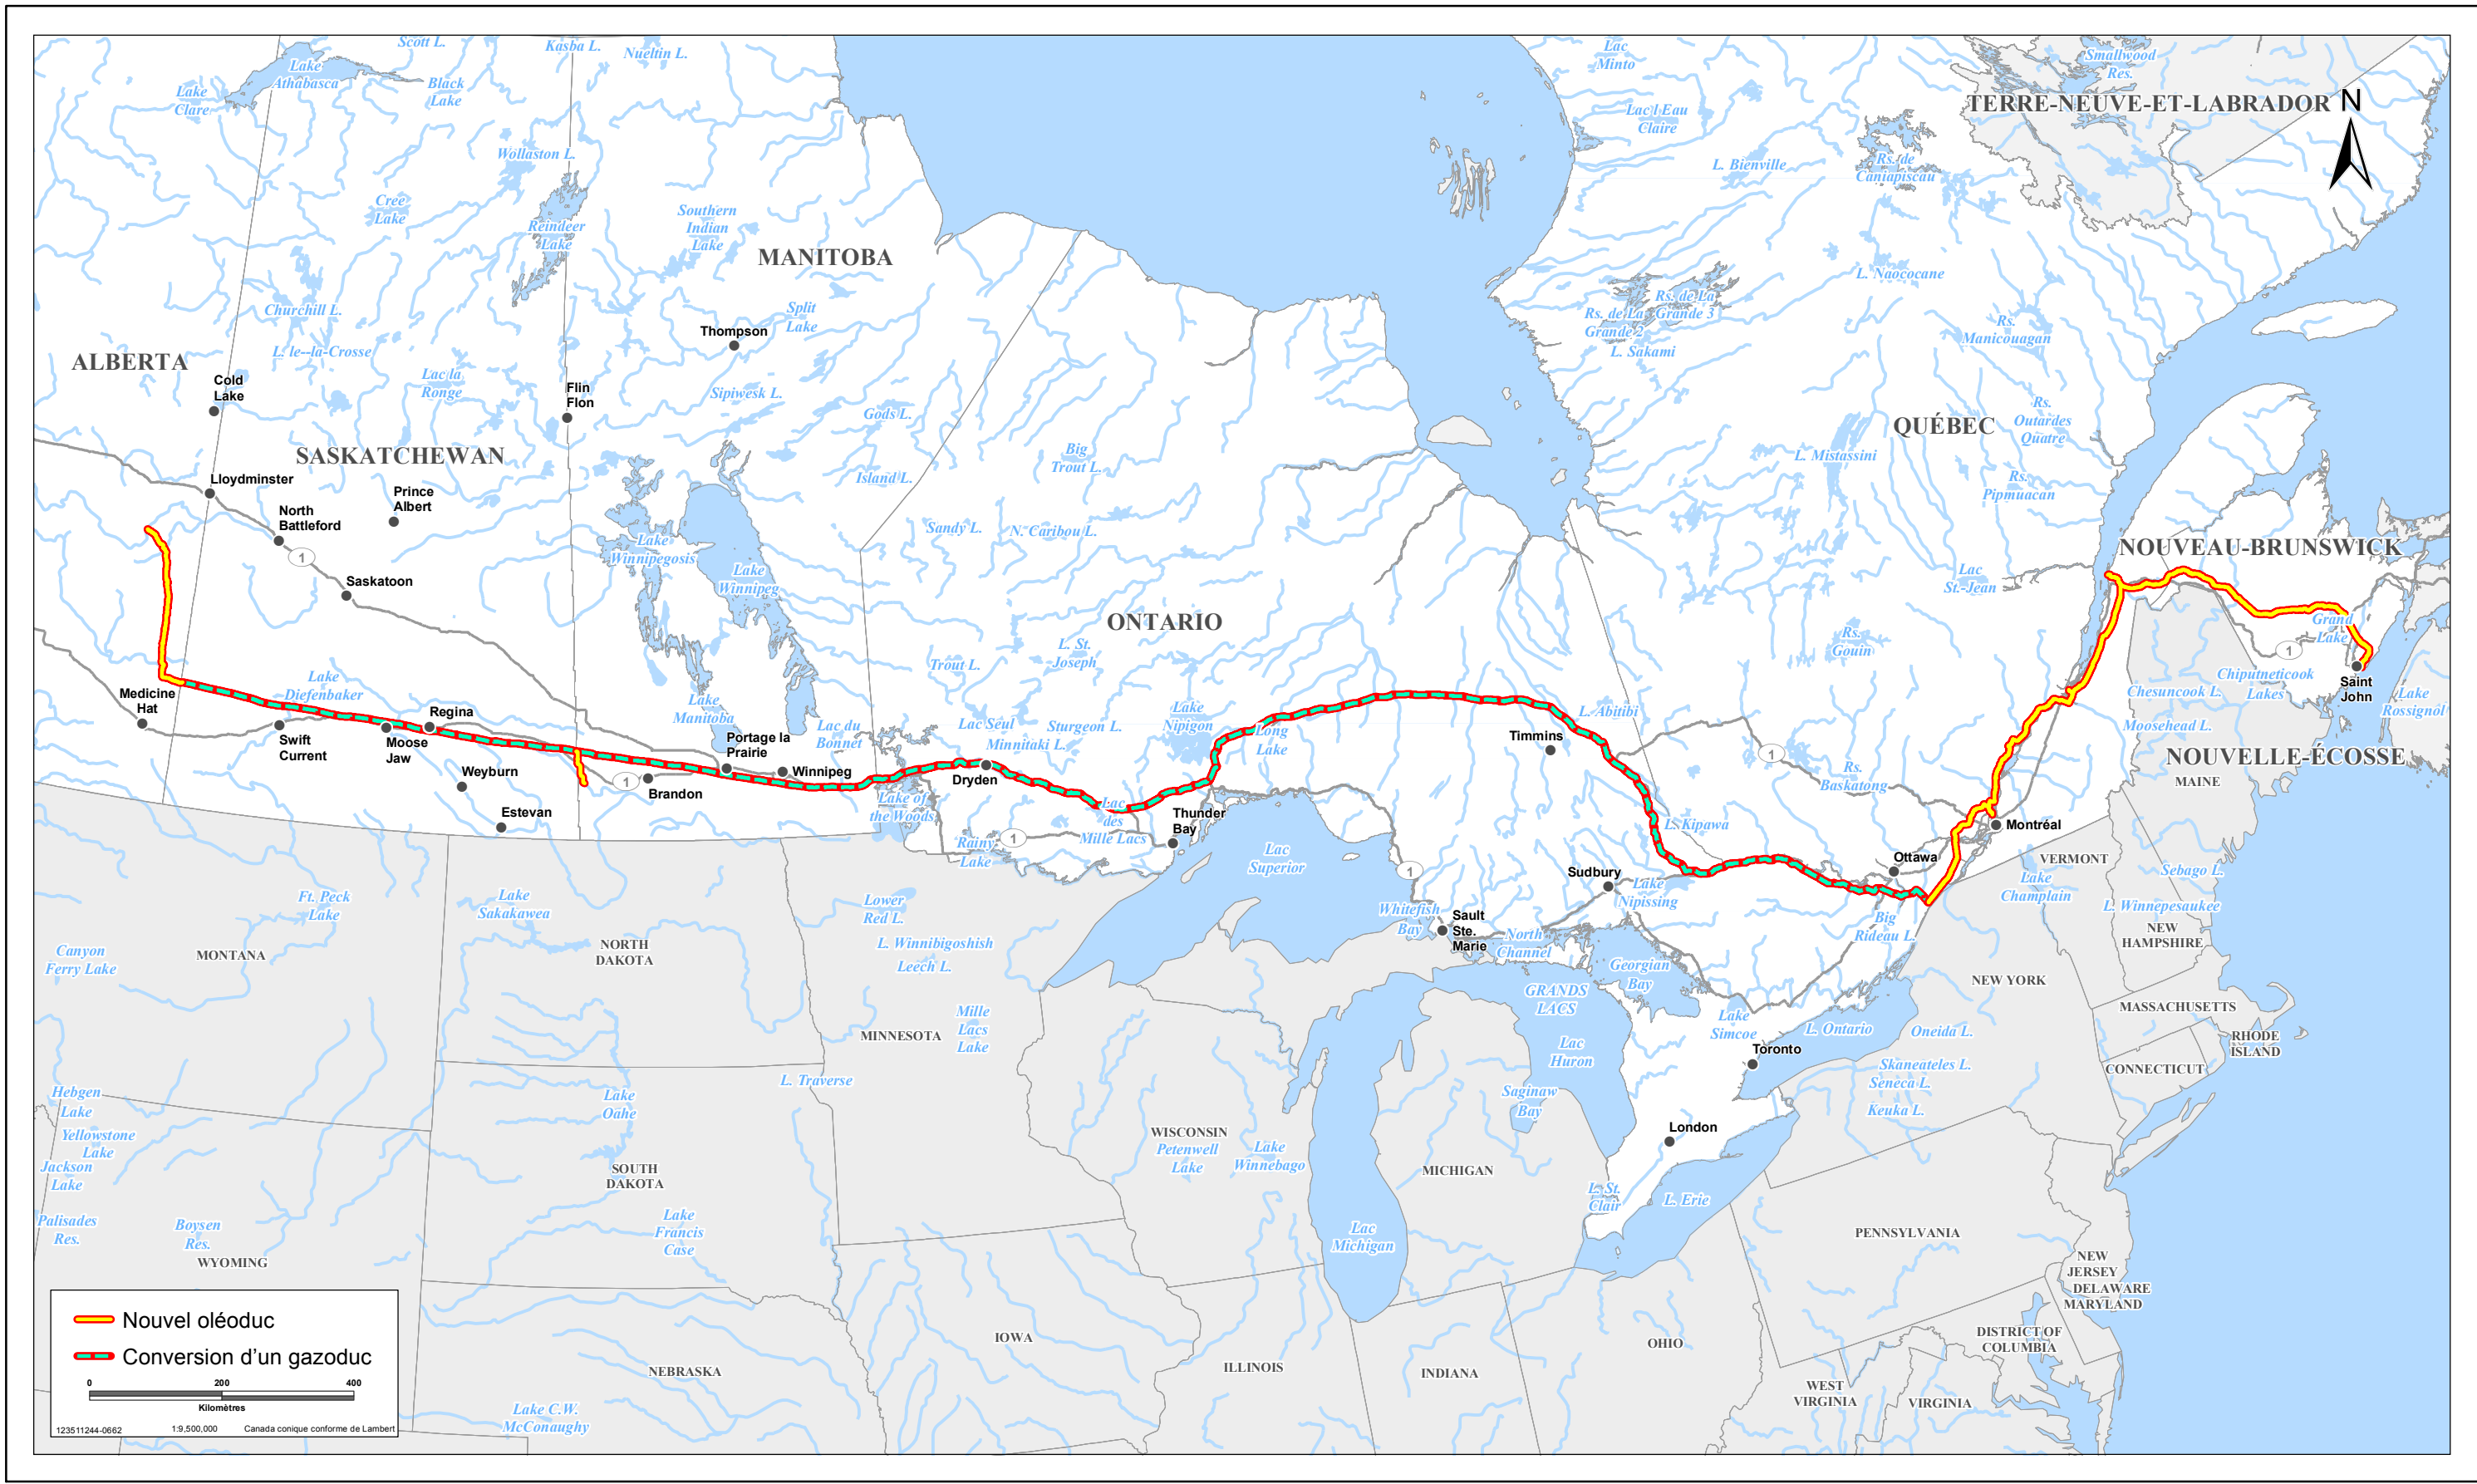 Scott L.
Kasba L.
Nueltin L.
Lac
Minto
Smallwood
Res.
Lake
Athabasca
Black
Lake
Lake
Clare
TERRE-NEUVE-ET-LABRADOR
N
Lac l Eau
Claire
Wollaston L.
L. Bienville
Rs. de
Caniapiscau
Cree
Lake
Reindeer
Lake
Southern
Indian
Lake
MANITOBA
L. Naococane
Churchill L.
Split
Lake
Thompson
Rs. de La
Grande 3
Rs. de La
Grande 2
L. Sakami
Rs.
Manicouagan
ALBERTA
L. le--la-Crosse
Cold
Lake
Lac la
Ronge
Flin
Flon
Sipiwesk L.
Gods L.
Rs.
Outardes
Quatre
QUÉBEC
SASKATCHEWAN
Big
Trout L.
L. Mistassini
Island L.
Lloydminster
Prince
Albert
Rs.
Pipmuacan
North
Battleford
1
Sandy L.
N. Caribou L.
Lake
Winnipegosis
NOUVEAU-BRUNSWICK
Saskatoon
Lake
Winnipeg
Lac
St.-Jean
ONTARIO
Grand
Lake
1
L. St.
Joseph
Trout L.
Rs.
Gouin
Medicine
Hat
Lake
Diefenbaker
Chiputneticook
Lakes
Saint
John
Regina
Lake
Manitoba
Lac du
Bonnet
Lac Seul
Sturgeon L.
Minnitaki L.
Lake
Nipigon
Long
Lake
L. Abitibi
Chesuncook L.
Moosehead L.
Lake
Rossignol
Swift
Current
Moose
Jaw
Portage la
Prairie
Winnipeg
Timmins
1
NOUVELLE-ÉCOSSE
MAINE
Weyburn
1
Brandon
Dryden
Rs.
Baskatong
Estevan
Lake of
the Woods
Lac
des
Mille Lacs
Thunder
Bay
L. Kipawa
Montréal
Rainy
Lake
1
Lac
Superior
1
Ottawa
VERMONT
Lake
Champlain
Sebago L.
Ft. Peck
Lake
Lake
Sakakawea
Lower
Red L.
Sudbury
Lake
Nipissing
Whitefish
Bay
Sault
Ste.
Marie
North
Channel
Big
Rideau L.
L. Winnepesaukee
NEW
HAMPSHIRE
Canyon
Ferry Lake
MONTANA
NORTH
DAKOTA
L. Winnibigoshish
Leech L.
Georgian
Bay
GRANDS
LACS
NEW YORK
MASSACHUSETTS
MINNESOTA
Mille
Lacs
Lake
Lake
Simcoe
L. Ontario
Oneida L.
RHODE
ISLAND
Toronto
Lac
Huron
Skaneateles L.
Seneca L.
Keuka L.
CONNECTICUT
Hebgen
Lake
Yellowstone
Lake
Jackson
Lake
L. Traverse
Lake
Oahe
Saginaw
Bay
WISCONSIN
Petenwell
Lake
Lake
Winnebago
London
SOUTH
DAKOTA
MICHIGAN
L. St.
Clair
L. Erie
Palisades
Res.
Boysen
Res.
WYOMING
Lake
Francis
Case
Lac
Michigan
PENNSYLVANIA
NEW
JERSEY
DELAWARE
MARYLAND
Nouvel oléoduc
Conversion d'un gazoduc
0 200 400
Kilomètres
123511244-0662 1:9,500,000 Canada conique conforme de Lambert
NEBRASKA
IOWA
ILLINOIS
INDIANA
OHIO
DISTRICT OF
COLUMBIA
WEST
VIRGINIA
VIRGINIA
Lake C.W.
McConaughy